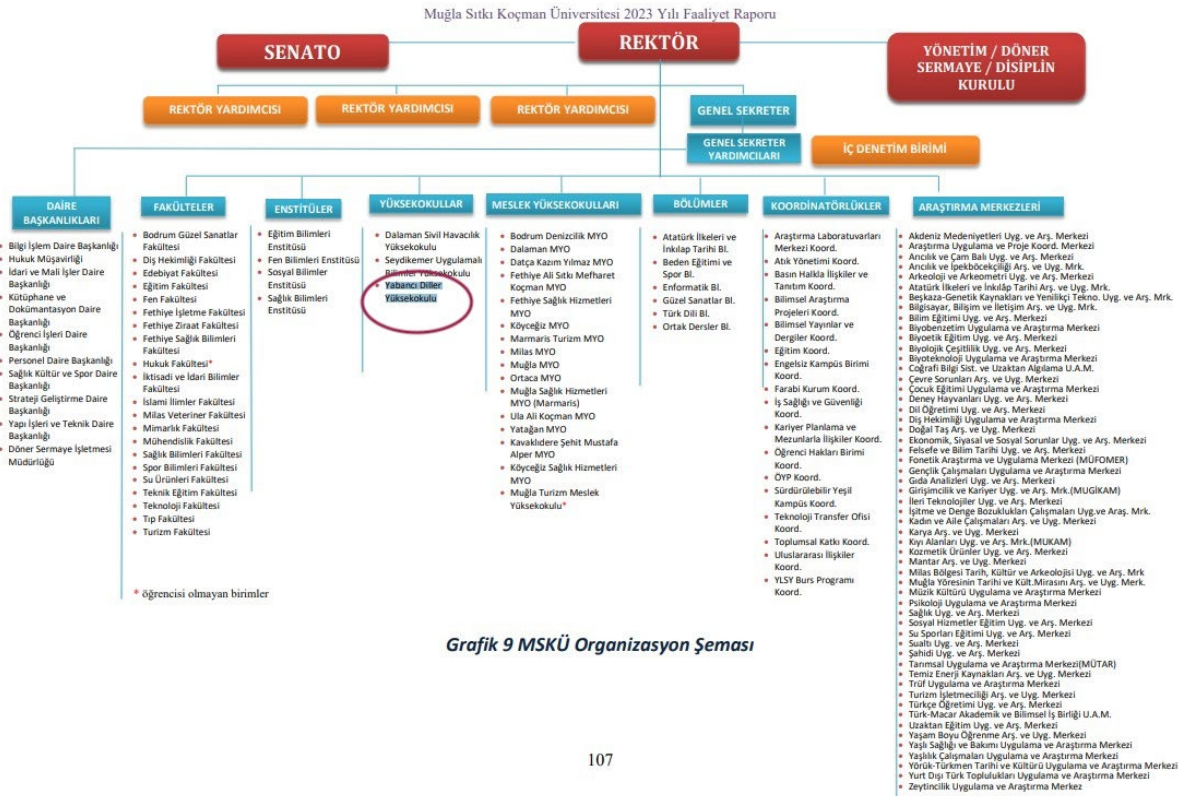 Muğla Sıtkı Koçman Üniversitesi 2023 Yılı Faaliyet Raporu
SENATO
REKTÖR
YÖNETİM / DÖNER
SERMAYE / DİSİPLİN
KURULU
REKTÖR YARDIMCISI
REKTÖR YARDIMCISI
REKTÖR YARDIMCISI
GENEL SEKRETER
GENEL SEKRETER
YARDIMCILARI
İÇ DENETİM BİRİMİ
DAİRE
BAŞKANLIKLARI
Bilgi İşlem Daire Başkanlığı
Hukuk Müşavirliği
İdari ve Mali İşler Daire
Başkanlığı
Kütüphane ve
Dokümantasyon Daire
Başkanlığı
Öğrenci İşleri Daire
Başkanlığı
Personel Daire Başkanlığı
Sağlık Kültür ve Spor Daire
Başkanlığı
Strateji Geliştirme Daire
Başkanlığı
Yapı İşleri ve Teknik Daire
Başkanlığı
Döner Sermaye İşletmesi
Müdürlüğü
FAKÜLTELER
Bodrum Güzel Sanatlar
Fakültesi
Diş Hekimliği Fakültesi
Edebiyat Fakültesi
Eğitim Fakültesi
Fen Fakültesi
Fethiye İşletme Fakültesi
Fethiye Ziraat Fakültesi
Fethiye Sağlık Bilimleri
Fakültesi
Hukuk Fakültesi*
İktisadi ve İdari Bilimler
Fakültesi
İslami İlimler Fakültesi
Milas Veteriner Fakültesi
Mimarlık Fakültesi
Mühendislik Fakültesi
Sağlık Bilimleri Fakültesi
Spor Bilimleri Fakültesi
Su Ürünleri Fakültesi
Teknik Eğitim Fakültesi
Teknoloji Fakültesi
Tıp Fakültesi
Turizm Fakültesi
* öğrencisi olmayan birimler
ENSTİTÜLER
Eğitim Bilimleri
Enstitüsü
Fen Bilimleri Enstitüsü
Sosyal Bilimler
Enstitüsü
Sağlık Bilimleri
Enstitüsü
YÜKSEKOKULLAR
Dalaman Sivil Havacılık
Yüksekokulu
Seydikemer Uygulamalı
Bilimler Yüksekokulu
Yabancı Diller
Yüksekokulu
MESLEK YÜKSEKOKULLARI
Bodrum Denizcilik MYO
Dalaman MYO
Datça Kazım Yılmaz MYO
Fethiye Ali Sıtkı Mefharet
Koçman MYO
Fethiye Sağlık Hizmetleri
MYO
Köyceğiz MYO
Marmaris Turizm MYO
Milas MYO
Muğla MYO
Ortaca MYO
Muğla Sağlık Hizmetleri
MYO (Marmaris)
Ula Ali Koçman MYO
Yatağan MYO
Kavaklıdere Şehit Mustafa
Alper MYO
Köyceğiz Sağlık Hizmetleri
MYO
Muğla Turizm Meslek
Yüksekokulu*
BÖLÜMLER
Atatürk İlkeleri ve
İnkılap Tarihi Bl.
Beden Eğitimi ve
Spor Bl.
Enformatik Bl.
Güzel Sanatlar Bl.
Türk Dili Bl.
Ortak Dersler Bl.
KOORDİNATÖRLÜKLER
Araştırma Laboratuvarları
Merkezi Koord.
Atık Yönetimi Koord.
Basın Halkla İlişkiler ve
Tanıtım Koord.
Bilimsel Araştırma
Projeleri Koord.
Bilimsel Yayınlar ve
Dergiler Koord.
Eğitim Koord.
Engelsiz Kampüs Birimi
Koord.
Farabi Kurum Koord.
İş Sağlığı ve Güvenliği
Koord.
Kariyer Planlama ve
Mezunlarla İlişkiler Koord.
Öğrenci Hakları Birimi
Koord.
ÖYP Koord.
Sürdürülebilir Yeşil
Kampüs Koord.
Teknoloji Transfer Ofisi
Koord.
Toplumsal Katkı Koord.
Uluslararası İlişkiler
Koord.
YLSY Burs Programı
Koord.
ARAŞTIRMA MERKEZLERİ
Akdeniz Medeniyetleri Uyg. ve Arş. Merkezi
Araştırma Uygulama ve Proje Koord. Merkezi
Arıcılık ve Çam Balı Uyg. ve Arş. Merkezi
Arıcılık ve İpekböcekçiliği Arş. ve Uyg. Mrk.
Arkeoloji ve Arkeometri Uyg. ve Arş. Merkezi
Atatürk İlkeleri ve İnkılâp Tarihi Arş. ve Uyg. Mrk.
Beşkaza-Genetik Kaynakları ve Yenilikçi Tekno. Uyg. ve Arş. Mrk.
Bilgisayar, Bilişim ve İletişim Arş. ve Uyg. Mrk.
Bilim Eğitimi Uyg. ve Arş. Merkezi
Biyobenzetim Uygulama ve Araştırma Merkezi
Biyoetik Eğitim Uyg. ve Arş. Merkezi
Biyolojik Çeşitlilik Uyg. ve Arş. Merkezi
Biyoteknoloji Uygulama ve Araştırma Merkezi
Coğrafi Bilgi Sist. ve Uzaktan Algılama U.A.M.
Çevre Sorunları Arş. ve Uyg. Merkezi
Çocuk Eğitimi Uygulama ve Araştırma Merkezi
Deney Hayvanları Uyg. ve Arş. Merkezi
Dil Öğretimi Uyg. ve Arş. Merkezi
Diş Hekimliği Uygulama ve Araştırma Merkezi
Doğal Taş Arş. ve Uyg. Merkezi
Ekonomik, Siyasal ve Sosyal Sorunlar Uyg. ve Arş. Merkezi
Felsefe ve Bilim Tarihi Uy. ve Arş. Merkezi
Fonetik Araştırma ve Uygulama Merkezi (MÜFOMER)
Gençlik Çalışmaları Uygulama ve Araştırma Merkezi
Gıda Analizleri Uyg. ve Arş. Merkezi
Girişimcilik ve Kariyer Uyg. ve Arş. Mrk.(MUGİKAM)
İleri Teknolojiler Uyg. ve Arş. Merkezi
İşitme ve Denge Bozuklukları Çalışmaları Uyg.ve Araş. Mrk.
Kadın ve Aile Çalışmaları Arş. ve Uyg. Merkezi
Karya Arş. ve Uyg. Merkezi
Kıyı Alanları Uyg. ve Arş. Mrk.(MUKAM)
Kozmetik Ürünler Uyg. ve Arş. Merkezi
Mantar Arş. ve Uyg. Merkezi
Milas Bölgesi Tarih, Kültür ve Arkeolojisi Uyg. ve Arş. Mrk
Muğla Yöresinin Tarihi ve Kült.Mirasını Arş. ve Uyg. Merk.
Müzik Kültürü Uygulama ve Araştırma Merkezi
Psikoloji Uygulama ve Araştırma Merkezi
Sağlık Uyg. ve Arş. Merkezi
Sosyal Hizmetler Eğitim Uyg. ve Arş. Merkezi
Su Sporları Eğitimi Uyg. ve Arş. Merkezi
Sualtı Uyg. ve Arş. Merkezi
Şahidi Uyg. ve Arş. Merkezi
Tarımsal Uygulama ve Araştırma Merkezi(MÜTAR)
Temiz Enerji Kaynakları Arş. ve Uyg. Merkezi
Trüf Uygulama ve Araştırma Merkezi
Turizm İşletmeciliği Arş. ve Uyg. Merkezi
Türkçe Öğretimi Uyg. ve Arş. Merkezi
Türk-Macar Akademik ve Bilimsel İş Birliği U.A.M.
Uzaktan Eğitim Uyg. ve Arş. Merkezi
Yaşam Boyu Öğrenme Arş. ve Uyg. Merkezi
Yaşlı Sağlığı ve Bakımı Uygulama ve Araştırma Merkezi
Yaşlılık Çalışmaları Uygulama ve Araştırma Merkezi
Yörük-Türkmen Tarihi ve Kültürü Uygulama ve Araştırma Merkezi
Yurt Dışı Türk Toplulukları Uygulama ve Araştırma Merkezi
Zeytincilik Uygulama ve Araştırma Merkez
Grafik 9 MSKÜ Organizasyon Şeması
107